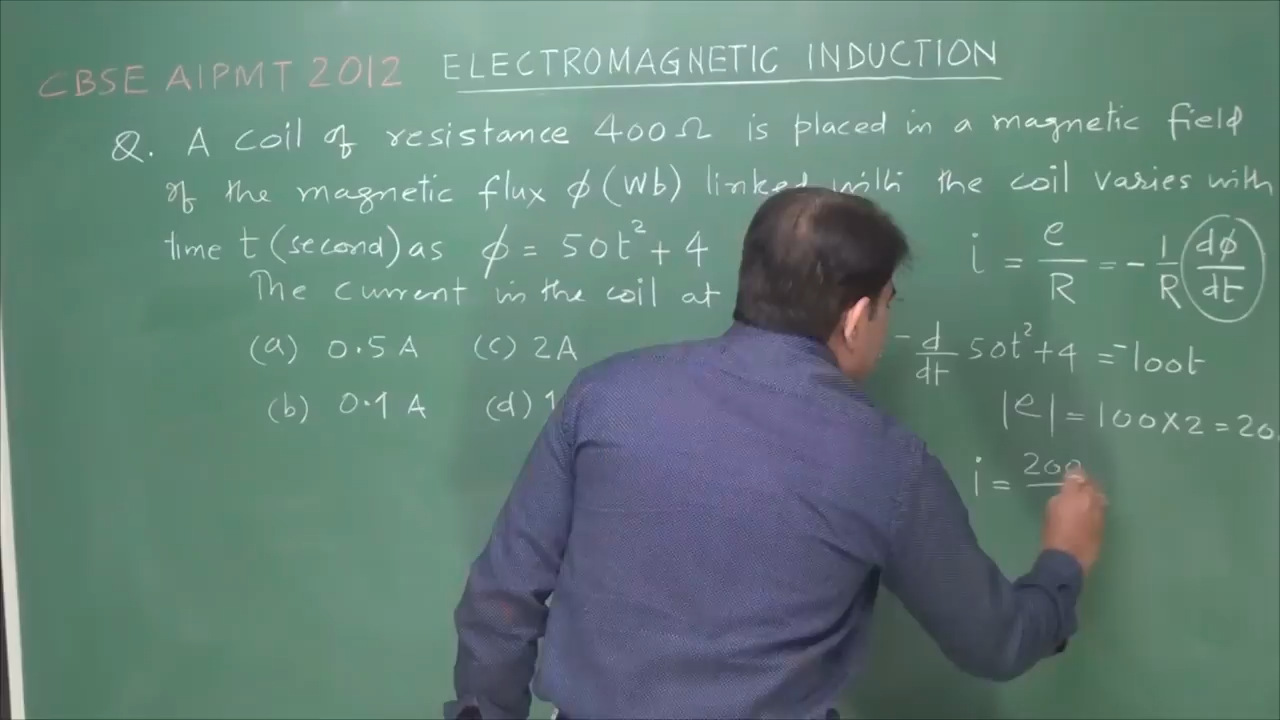 CBSE AIPMT 2012 ELECTROMAGNETIC INDUCTION
Q. A coil of resistance 400Ω is placed in a magnetic field
of the magnetic flux ϕ (Wb) linked with the coil varies with
time t (second) as ϕ = 50t² + 4
The current in the coil at
(a) 0.5 A (c) 2A
(b) 0.1 A (d) 1
i = e/R = -1/R dϕ/dt
- d/dt 50t² + 4 = -100t
|e| = 100 × 2 = 20
i = 200